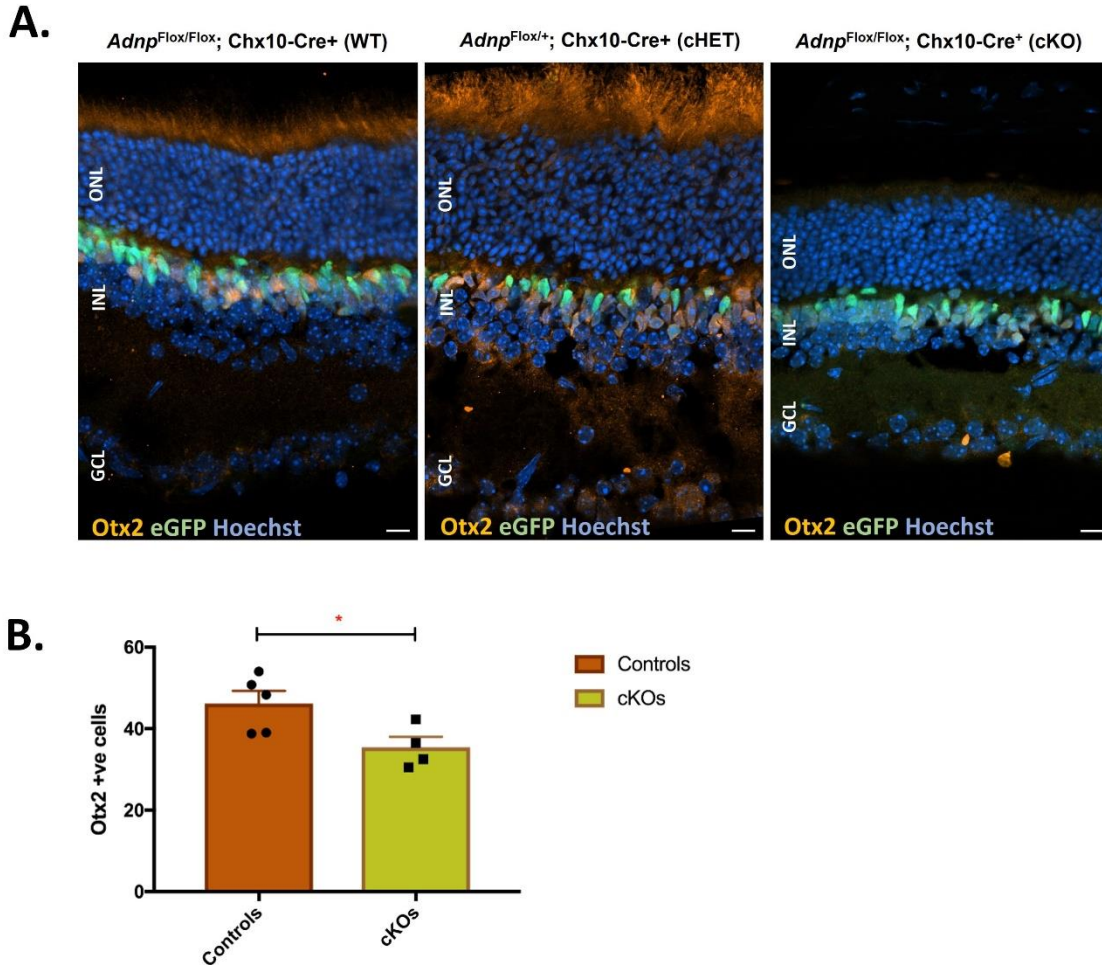 A.
Adnp^Flox/Flox; Chx10-Cre+ (WT)
Adnp^Flox/+; Chx10-Cre+ (cHET)
Adnp^Flox/Flox; Chx10-Cre⁺ (cKO)
ONL
INL
GCL
Otx2 eGFP Hoechst
ONL
INL
GCL
Otx2 eGFP Hoechst
ONL
INL
GCL
Otx2 eGFP Hoechst
B.
*
60
40
20
0
Otx2 +ve cells
Controls
cKOs
Controls
cKOs